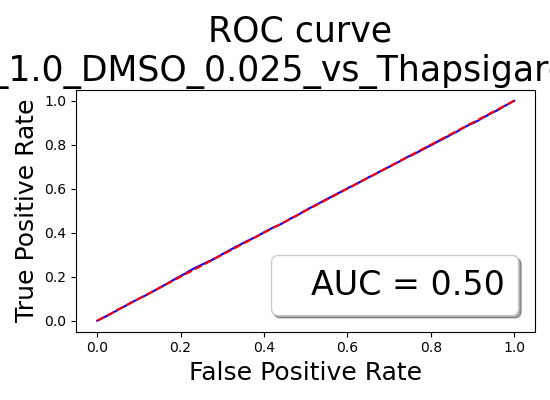 ROC curve
_1.0_DMSO_0.025_vs_Thapsigar
True Positive Rate
1.0
0.8
0.6
0.4
0.2
0.0
AUC = 0.50
0.0 0.2 0.4 0.6 0.8 1.0
False Positive Rate